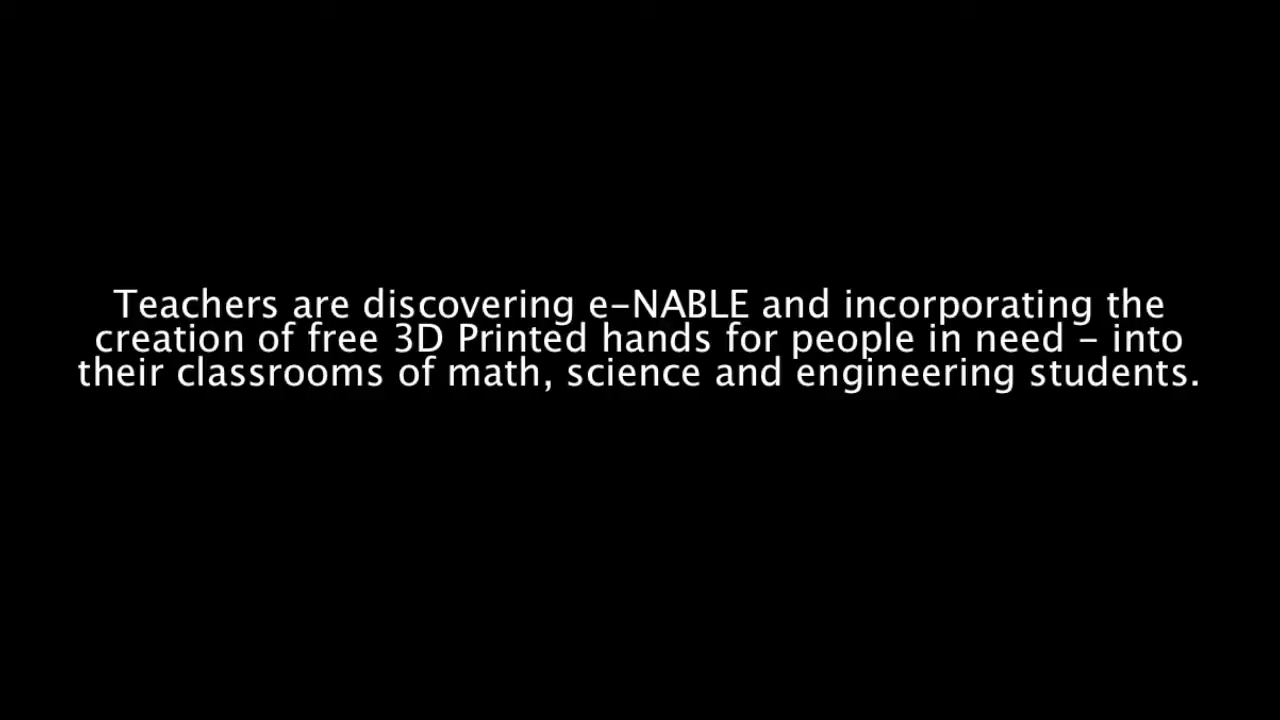 Teachers are discovering e-NABLE and incorporating the
creation of free 3D Printed hands for people in need - into
their classrooms of math, science and engineering students.